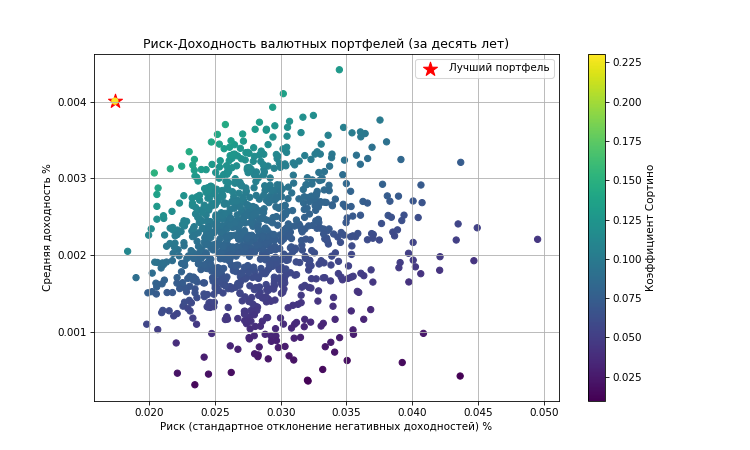 Риск-Доходность валютных портфелей (за десять лет)
Лучший портфель
Средняя доходность %
0.004
0.003
0.002
0.001
0.020 0.025 0.030 0.035 0.040 0.045 0.050
Риск (стандартное отклонение негативных доходностей) %
0.225
0.200
0.175
0.150
0.125
0.100
0.075
0.050
0.025
Коэффициент Сортино